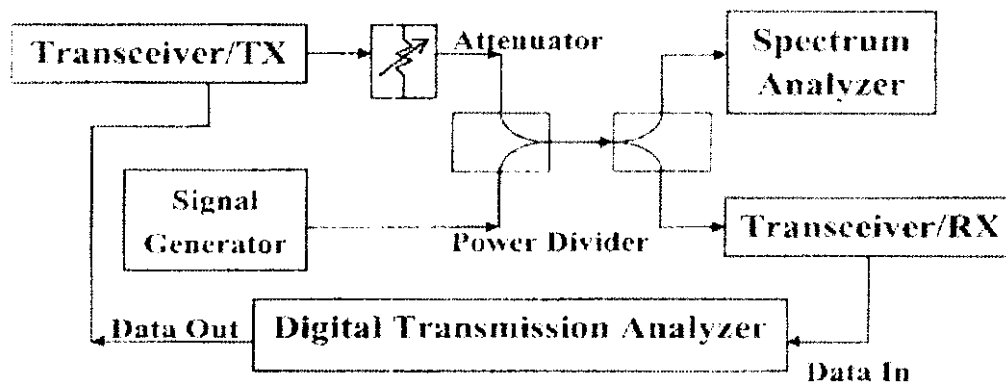 Transceiver/TX
Attenuator
Spectrum
Analyzer
Signal
Generator
Power Divider
Transceiver/RX
Data Out
Digital Transmission Analyzer
Data In